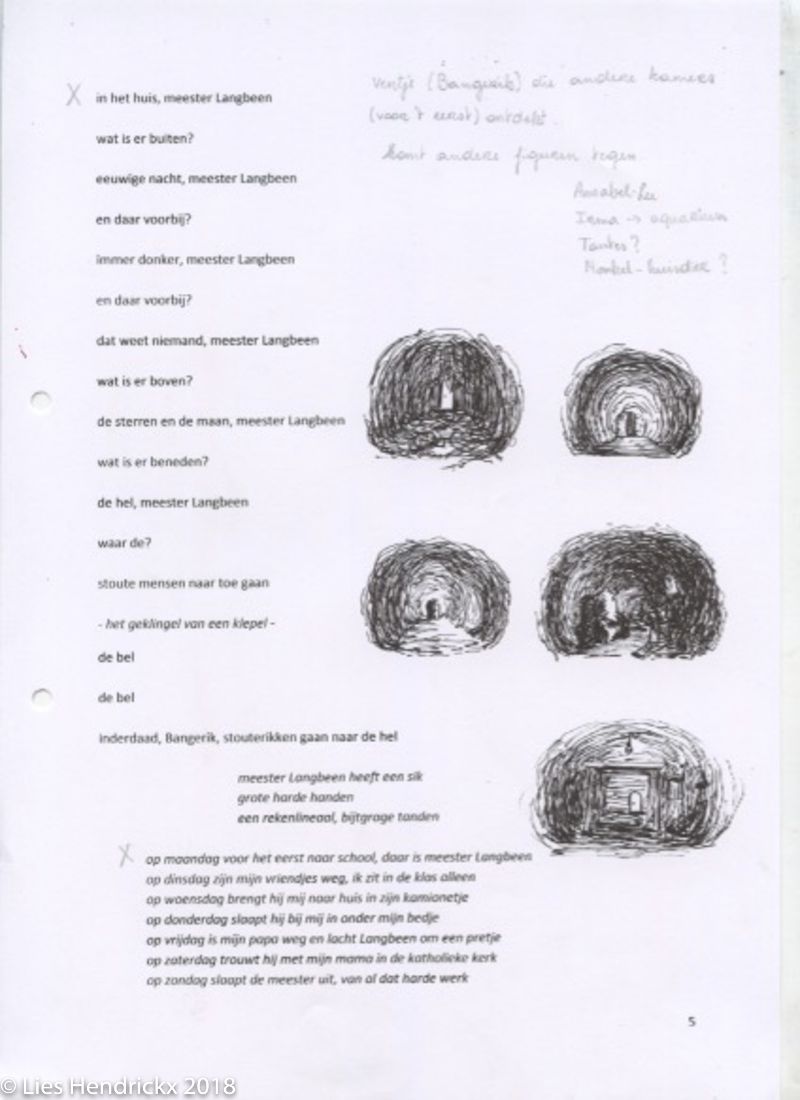 ventje (Bangerik) die andere kamers
(voor 't eerst) ontdekt.
komt andere figuren tegen
Annabel-Lee
Irma → aquarium
Tantes?
huisdier?
X in het huis, meester Langbeen
wat is er buiten?
eeuwige nacht, meester Langbeen
en daar voorbij?
immer donker, meester Langbeen
en daar voorbij?
dat weet niemand, meester Langbeen
wat is er boven?
de sterren en de maan, meester Langbeen
wat is er beneden?
de hel, meester Langbeen
waar de?
stoute mensen naar toe gaan
- het geklingel van een klepel -
de bel
de bel
inderdaad, Bangerik, stouterikken gaan naar de hel
meester Langbeen heeft een sik
grote harde handen
een rekenlineaal, bijtgrage tanden
X op maandag voor het eerst naar school, daar is meester Langbeen
op dinsdag zijn mijn vriendjes weg, ik zit in de klas alleen
op woensdag brengt hij mij naar huis in zijn kamionetje
op donderdag slaapt hij bij mij in onder mijn bedje
op vrijdag is mijn papa weg en lacht Langbeen om een pretje
op zaterdag trouwt hij met mijn mama in de katholieke kerk
op zondag slaapt de meester uit, van al dat harde werk
5
© Lies Hendrickx 2018